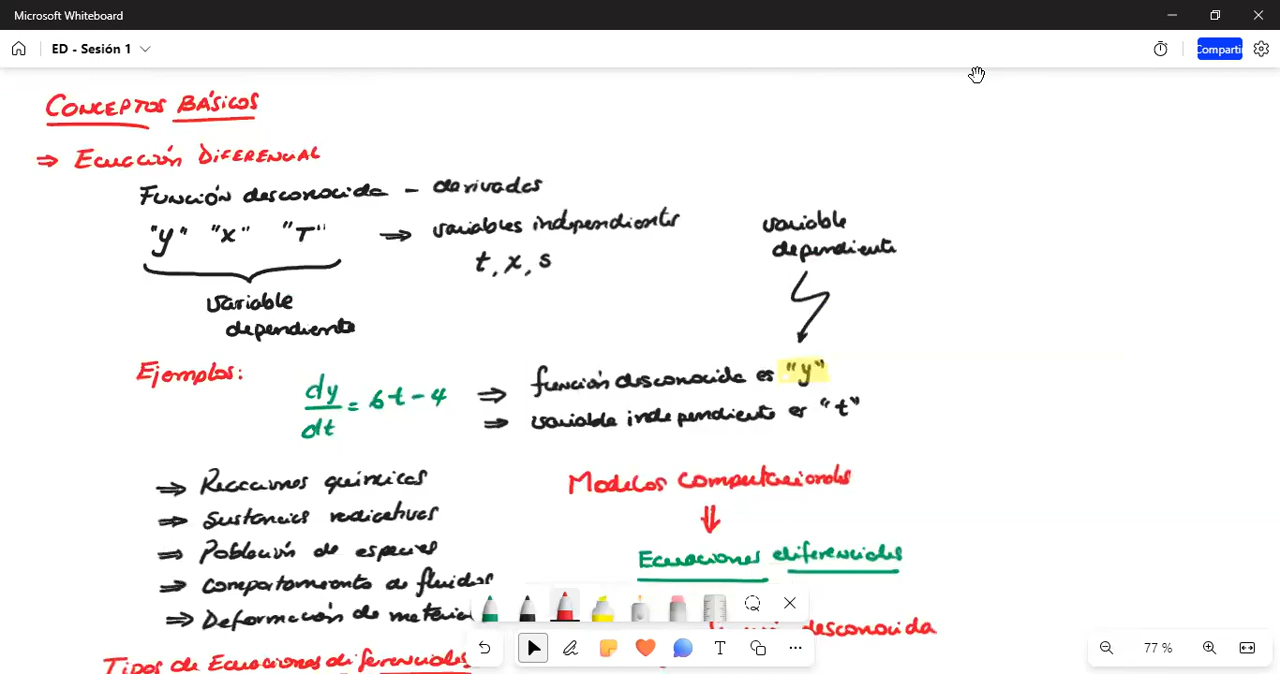 Microsoft Whiteboard
ED - Sesión 1
Compartir
CONCEPTOS BÁSICOS
⇒ ECUACIÓN DIFERENCIAL
Función desconocida - derivadas
"y" "x" "T" ⇒ variables independientes
t, x, s
variable
dependiente
variable
dependiente
Ejemplos:
dy/dt = 6t - 4
⇒ función desconocida es "y"
⇒ variable independiente es "t"
⇒ Reacciones químicas
⇒ Sustancias radicativas
⇒ Población de especies
⇒ Comportamiento de fluidos
⇒ Deformación de material
Modelos computacionales
⇓
Ecuaciones diferenciales
desconocida
Tipos de Ecuaciones diferenciales
77 %